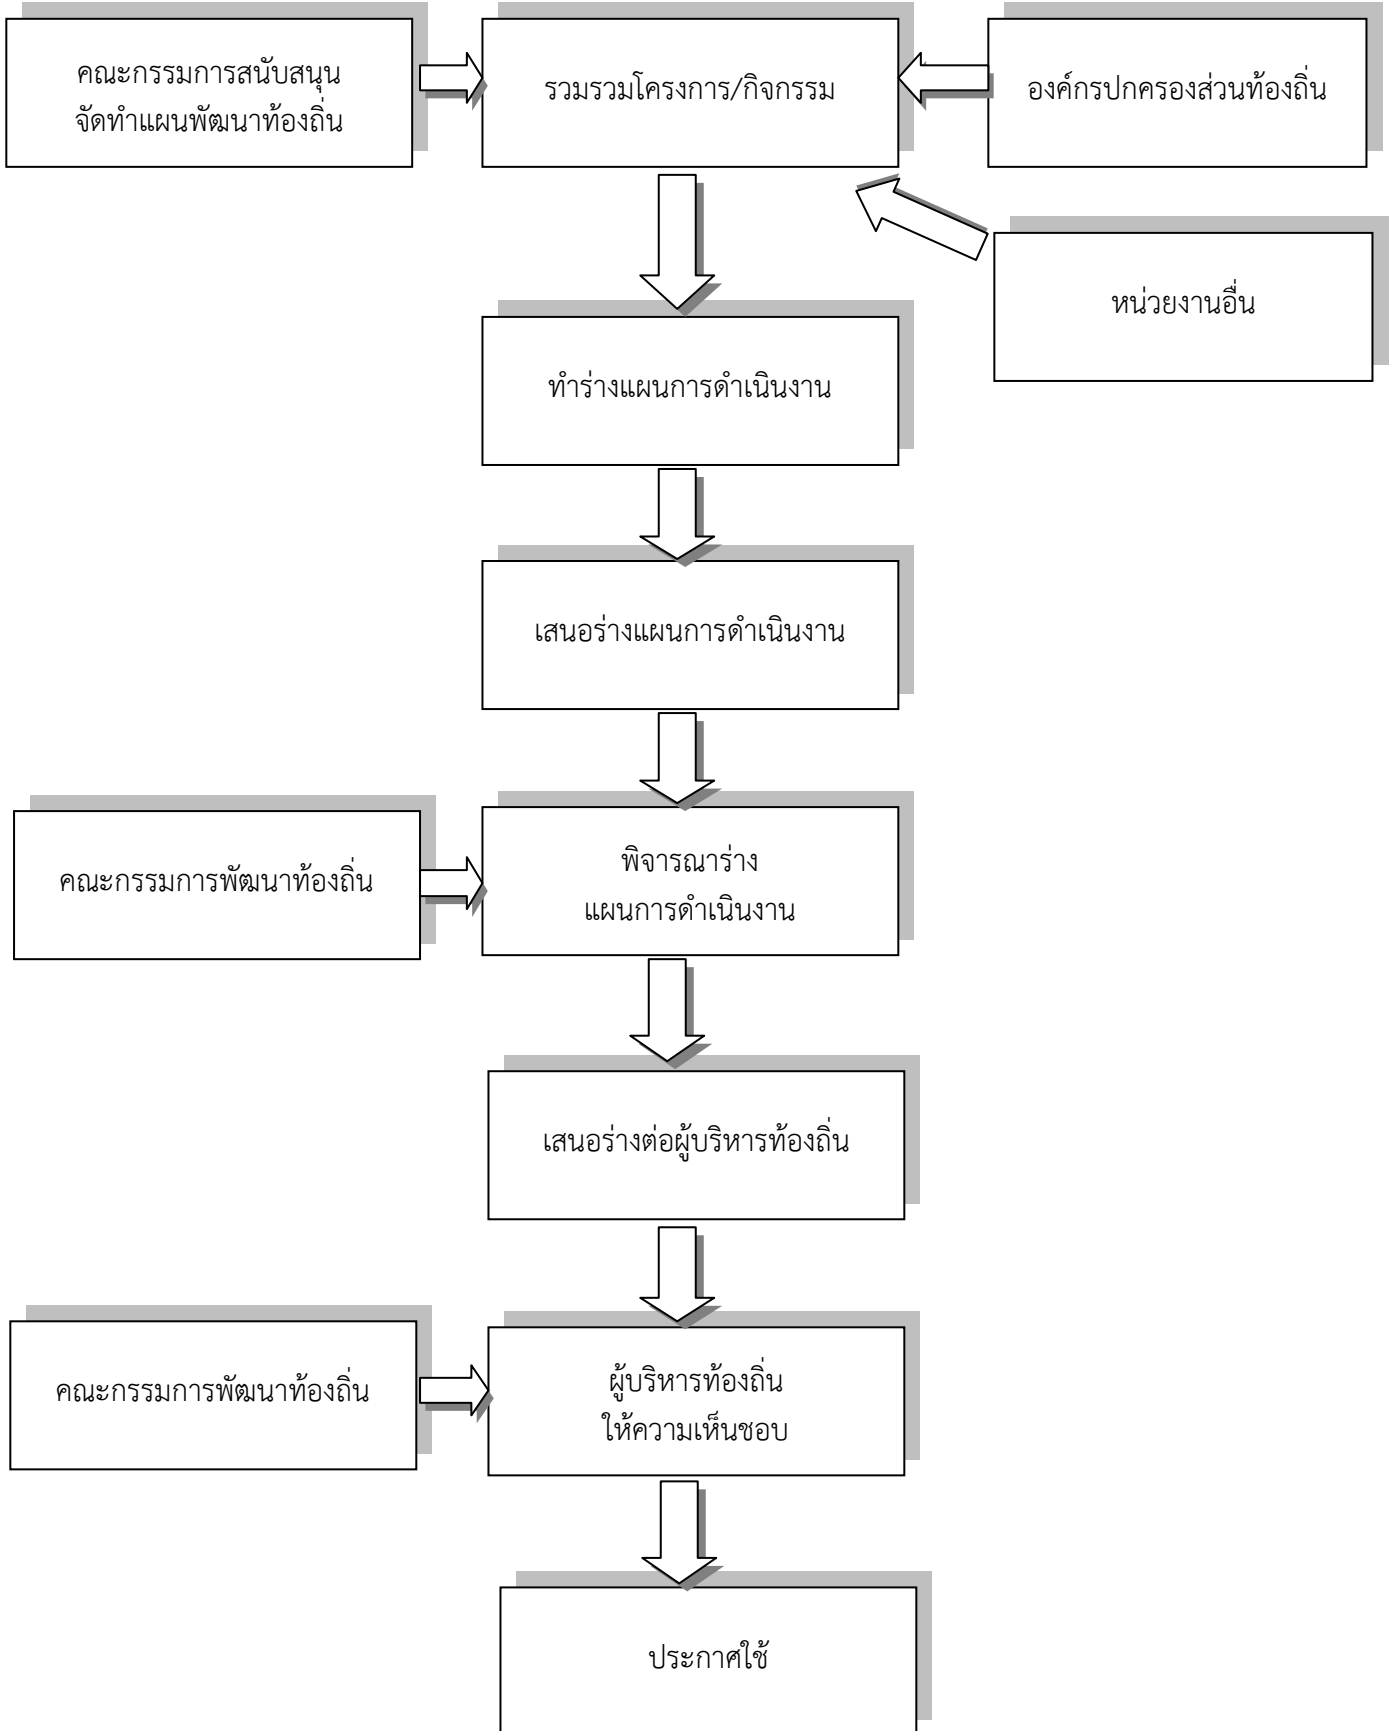 คณะกรรมการสนับสนุน
จัดทำแผนพัฒนาท้องถิ่น
รวมรวมโครงการ/กิจกรรม
องค์กรปกครองส่วนท้องถิ่น
หน่วยงานอื่น
ทำร่างแผนการดำเนินงาน
เสนอร่างแผนการดำเนินงาน
คณะกรรมการพัฒนาท้องถิ่น
พิจารณาร่าง
แผนการดำเนินงาน
เสนอร่างต่อผู้บริหารท้องถิ่น
คณะกรรมการพัฒนาท้องถิ่น
ผู้บริหารท้องถิ่น
ให้ความเห็นชอบ
ประกาศใช้